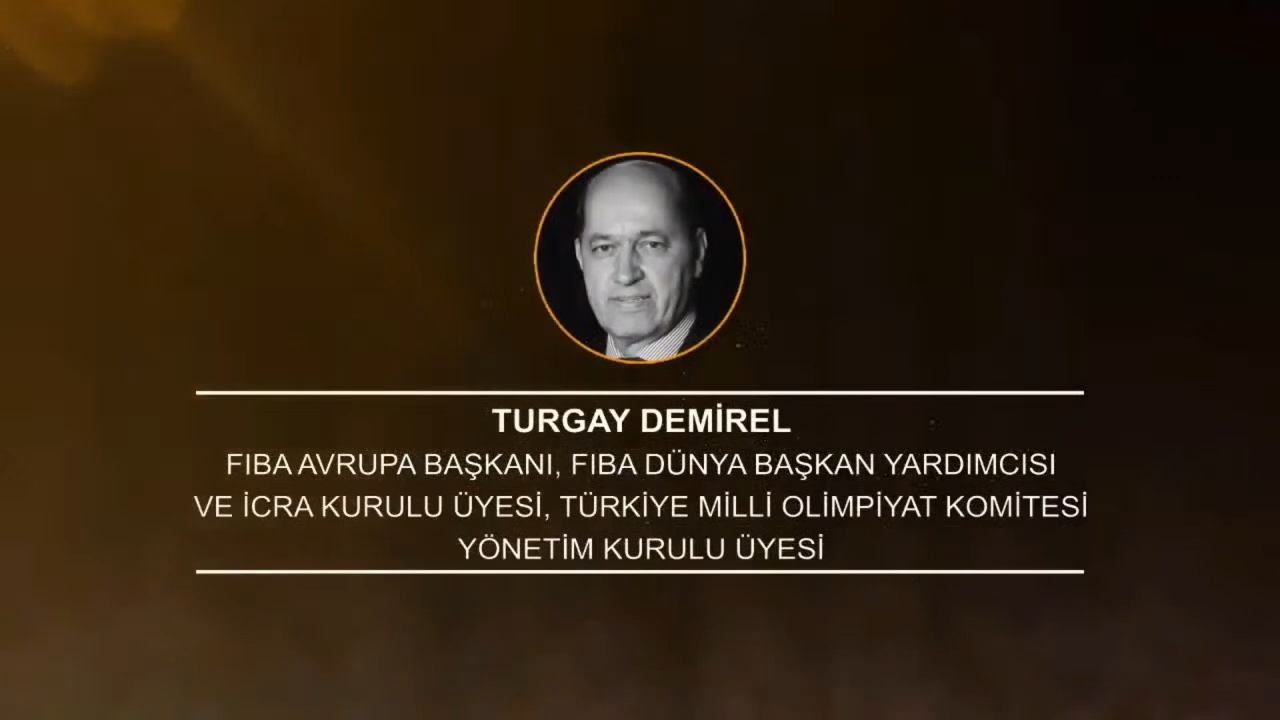 TURGAY DEMİREL
FIBA AVRUPA BAŞKANI, FIBA DÜNYA BAŞKAN YARDIMCISI
VE İCRA KURULU ÜYESİ, TÜRKİYE MİLLİ OLİMPİYAT KOMİTESİ
YÖNETİM KURULU ÜYESİ